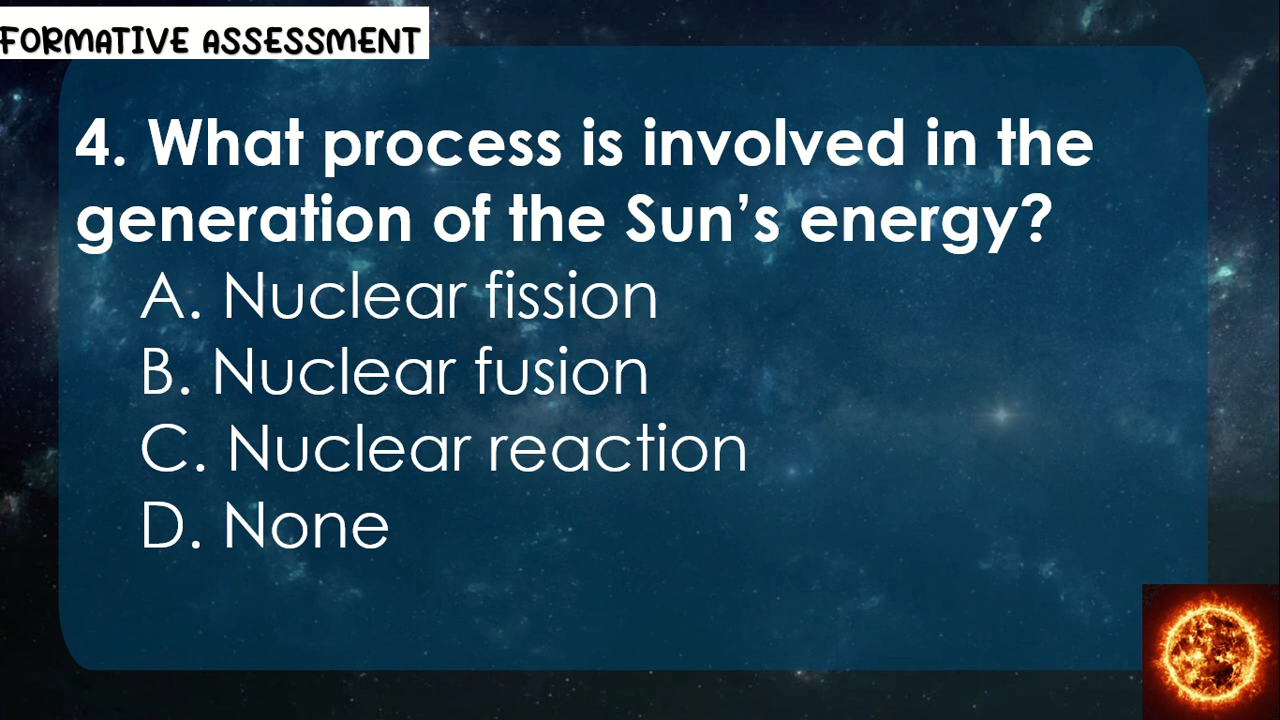 FORMATIVE ASSESSMENT
4. What process is involved in the
generation of the Sun’s energy?
A. Nuclear fission
B. Nuclear fusion
C. Nuclear reaction
D. None